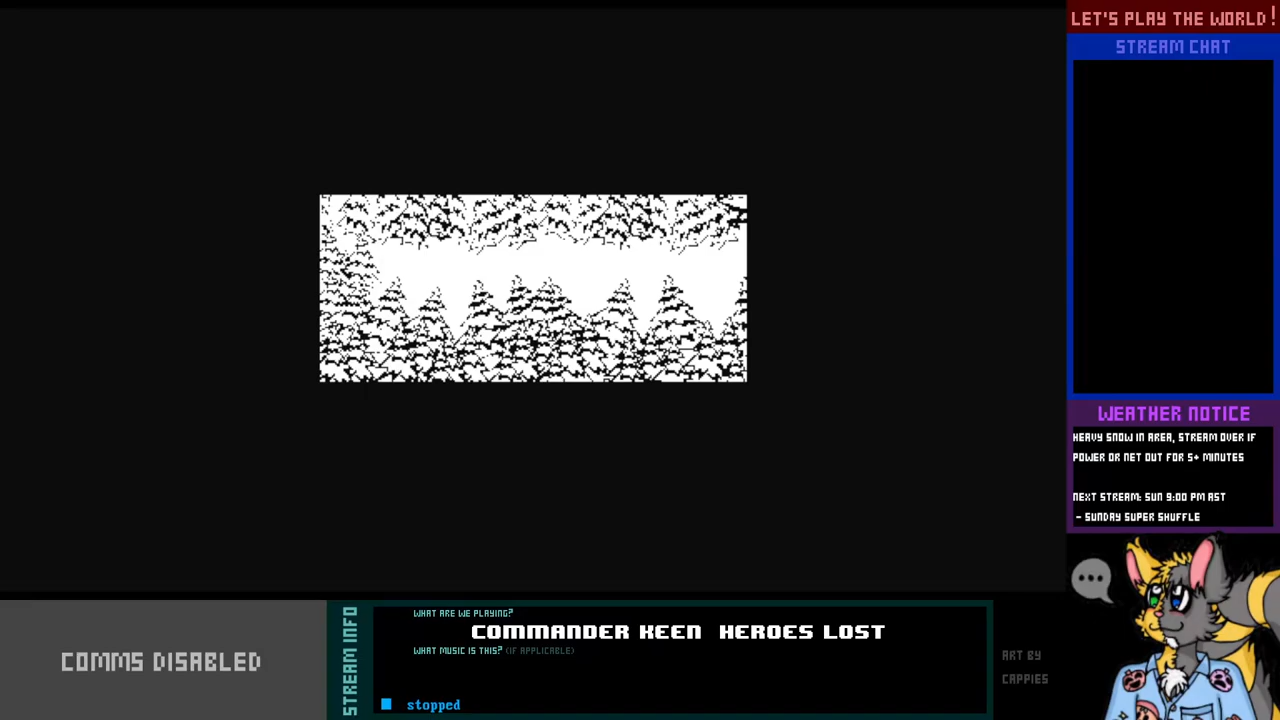 LET'S PLAY THE WORLD!
STREAM CHAT
WEATHER NOTICE
HEAVY SNOW IN AREA, STREAM OVER IF
POWER OR NET OUT FOR 5+ MINUTES
NEXT STREAM: SUN 9:00 PM AST
- SUNDAY SUPER SHUFFLE
STREAM INFO
WHAT ARE WE PLAYING?
COMMANDER KEEN HEROES LOST
WHAT MUSIC IS THIS? (IF APPLICABLE)
stopped
COMMS DISABLED
ART BY
CAPPIES